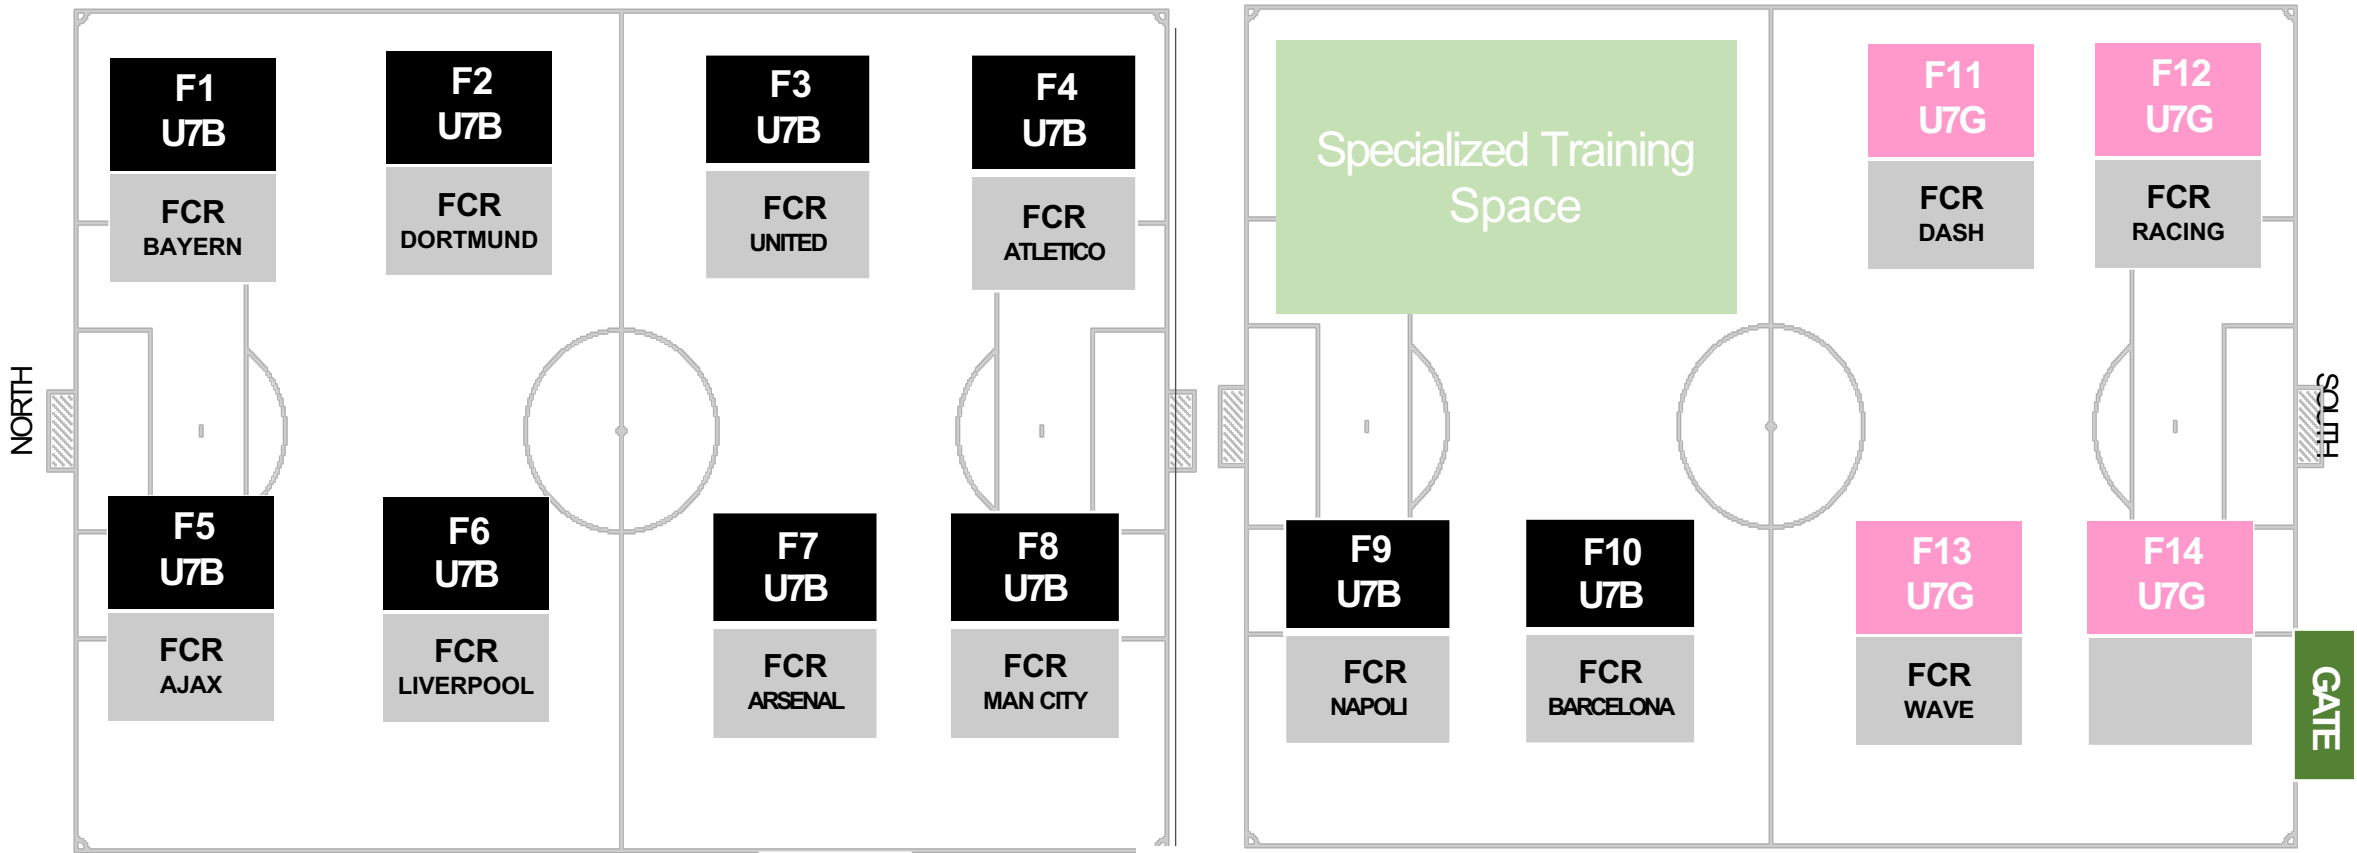 F1
U7B
FCR
BAYERN
F2
U7B
FCR
DORTMUND
F3
U7B
FCR
UNITED
F4
U7B
FCR
ATLETICO
Specialized Training
Space
F11
U7G
FCR
DASH
F12
U7G
FCR
RACING
NORTH
SOUTH
F5
U7B
FCR
AJAX
F6
U7B
FCR
LIVERPOOL
F7
U7B
FCR
ARSENAL
F8
U7B
FCR
MAN CITY
F9
U7B
FCR
NAPOLI
F10
U7B
FCR
BARCELONA
F13
U7G
FCR
WAVE
F14
U7G
GATE